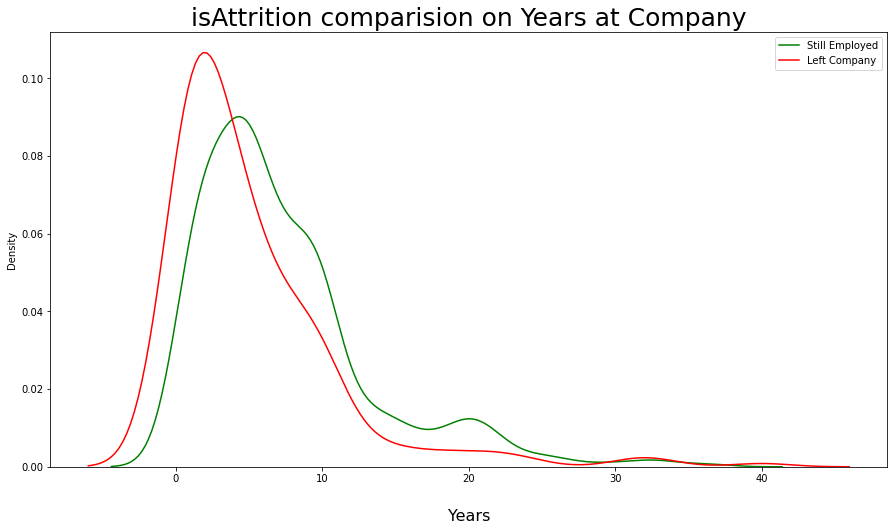 isAttrition comparision on Years at Company
Still Employed
Left Company
0.10
0.08
0.06
0.04
0.02
0.00
Density
0
10
20
30
40
Years